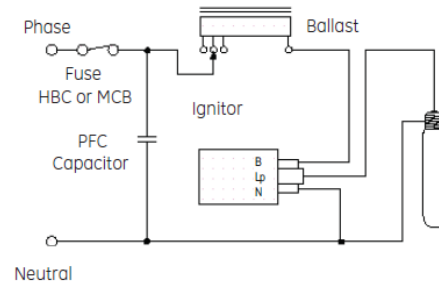 Phase
Ballast
Fuse
HBC or MCB
Ignitor
PFC
Capacitor
B
Lp
N
Neutral